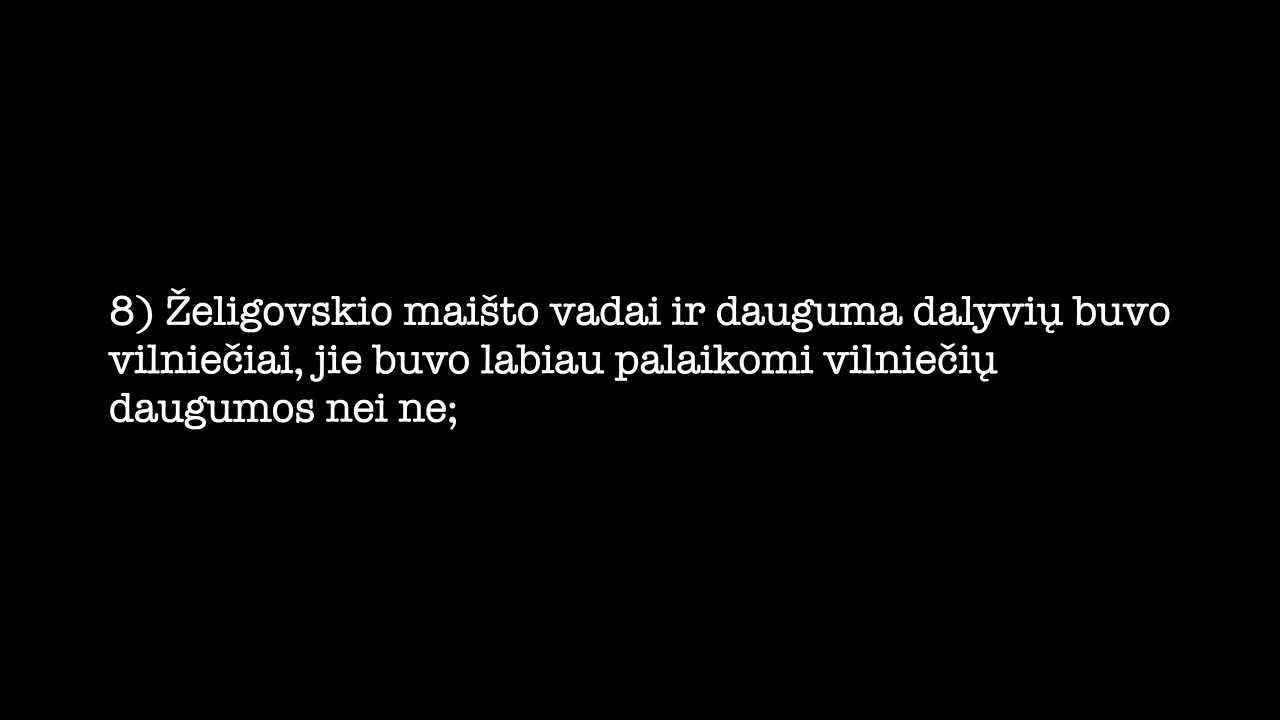 8) Želigovskio maišto vadai ir dauguma dalyvių buvo
vilniečiai, jie buvo labiau palaikomi vilniečių
daugumos nei ne;